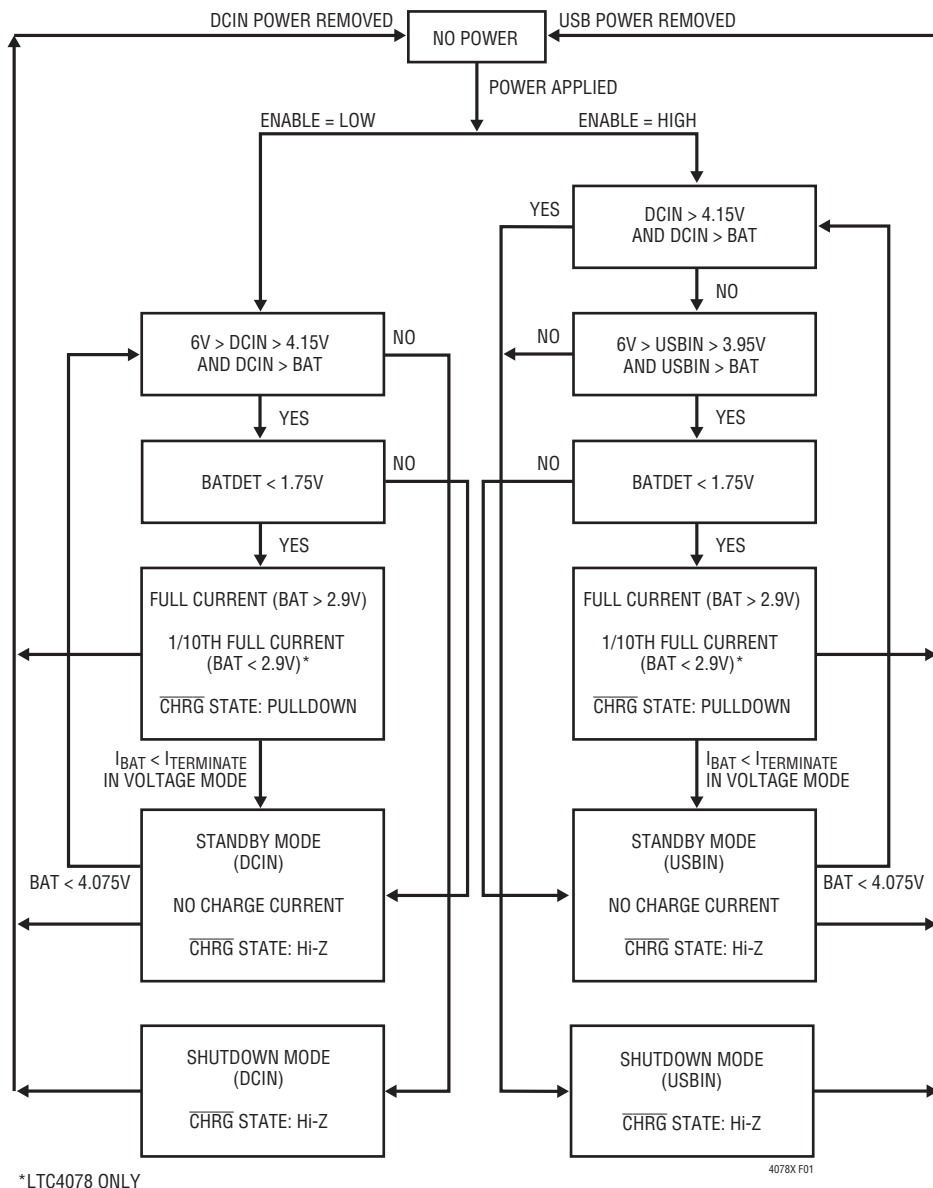 DCIN POWER REMOVED
NO POWER
USB POWER REMOVED
POWER APPLIED
ENABLE = LOW
ENABLE = HIGH
YES
DCIN > 4.15V
AND DCIN > BAT
NO
6V > DCIN > 4.15V
AND DCIN > BAT
NO
NO
6V > USBIN > 3.95V
AND USBIN > BAT
YES
YES
BATDET < 1.75V
NO
NO
BATDET < 1.75V
YES
YES
FULL CURRENT (BAT > 2.9V)
1/10TH FULL CURRENT
(BAT < 2.9V)*
CHRG STATE: PULLDOWN
FULL CURRENT (BAT > 2.9V)
1/10TH FULL CURRENT
(BAT < 2.9V)*
CHRG STATE: PULLDOWN
IBAT < ITERMINATE
IN VOLTAGE MODE
IBAT < ITERMINATE
IN VOLTAGE MODE
STANDBY MODE
(DCIN)
NO CHARGE CURRENT
CHRG STATE: Hi-Z
BAT < 4.075V
STANDBY MODE
(USBIN)
NO CHARGE CURRENT
CHRG STATE: Hi-Z
BAT < 4.075V
SHUTDOWN MODE
(DCIN)
CHRG STATE: Hi-Z
SHUTDOWN MODE
(USBIN)
CHRG STATE: Hi-Z
*LTC4078 ONLY
4078X F01